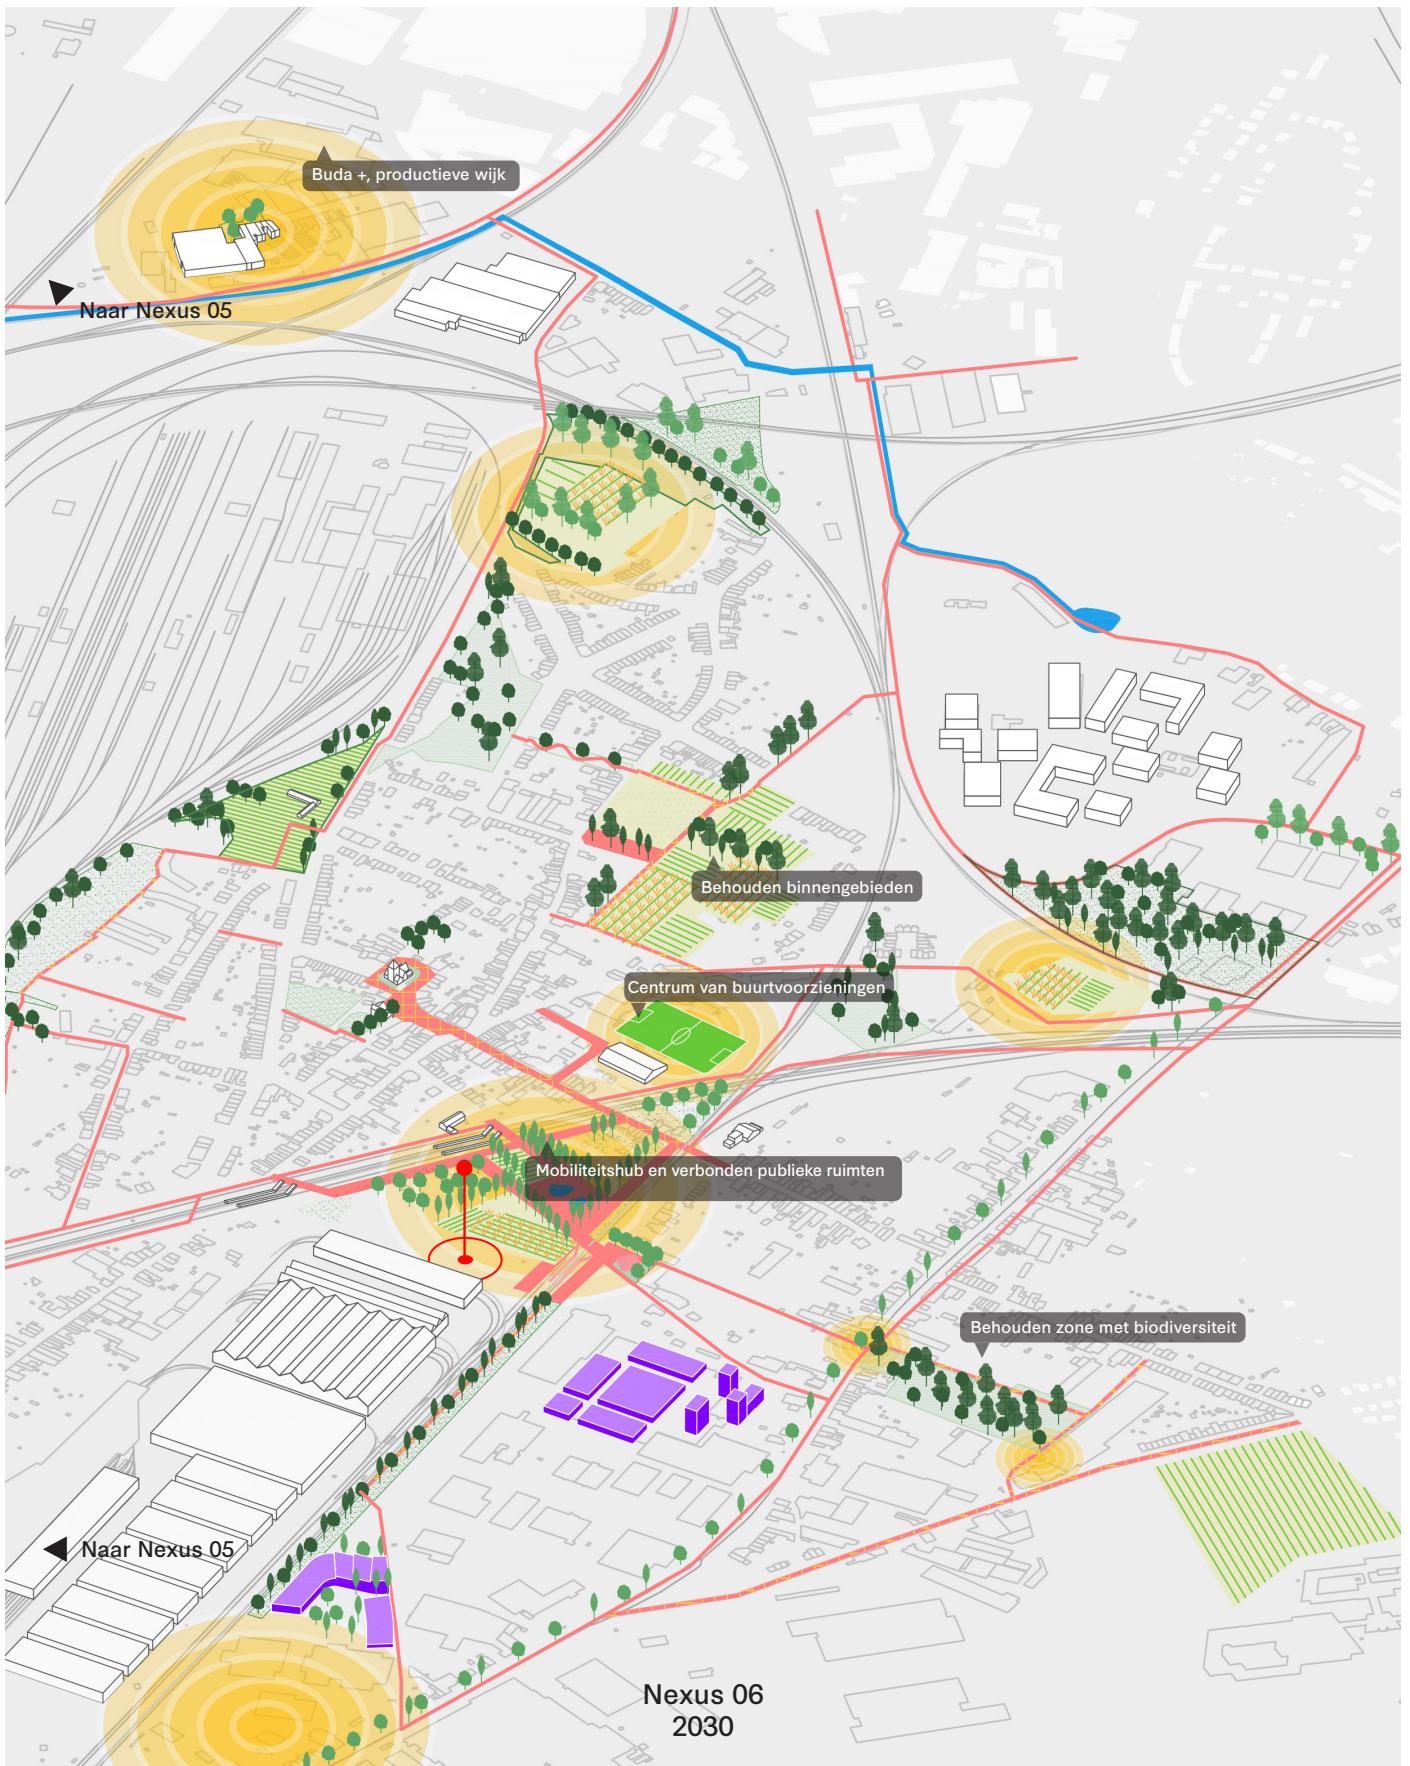 Buda +, productieve wijk
Naar Nexus 05
Behouden binnengebieden
Centrum van buurtvoorzieningen
Mobiliteitshub en verbonden publieke ruimten
Behouden zone met biodiversiteit
Naar Nexus 05
Nexus 06
2030